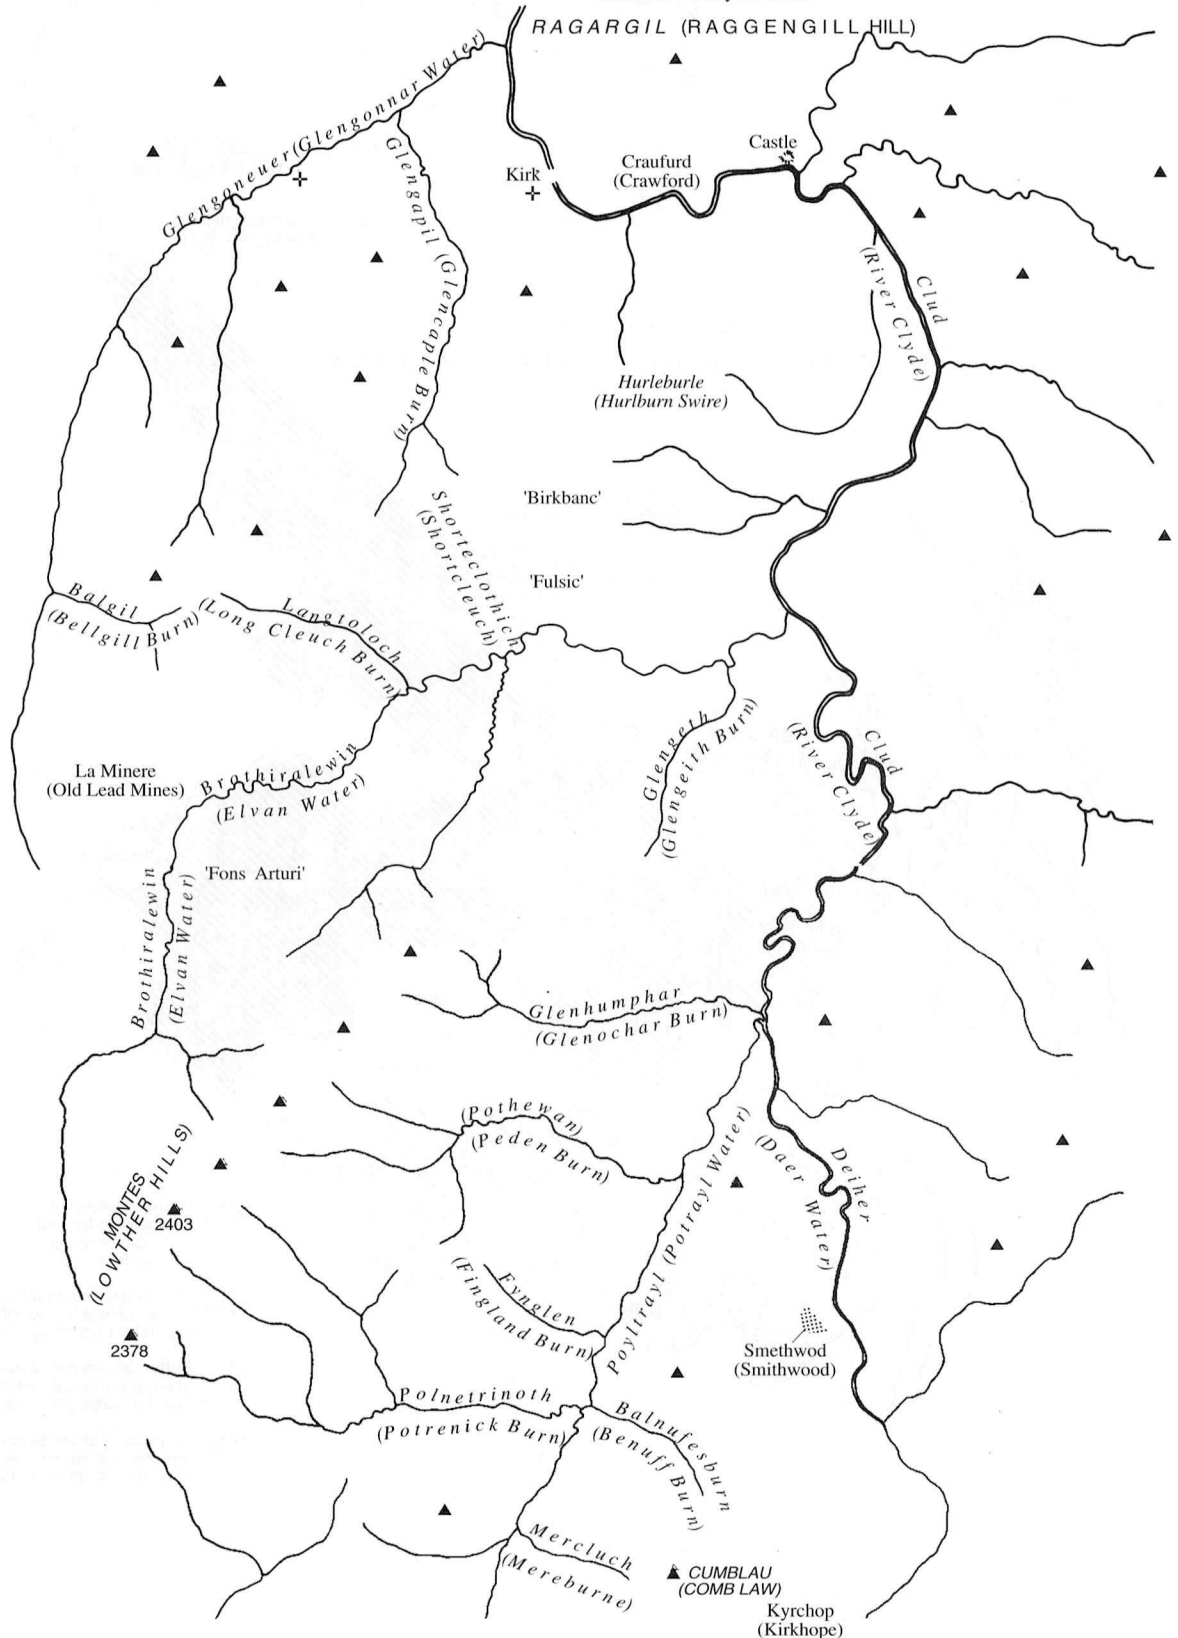 RAGARGIL (RAGGENGILL HILL)
Glengoneuer (Glengonnar Water)
Castle
Kirk
Craufurd
(Crawford)
Glengapil (Glencaple Burn)
Clud
(River Clyde)
Hurleburle
(Hurlburn Swire)
'Birkbanc'
Shorteclothich
(Shortcleuch)
'Fulsic'
Balgil
(Bellgill Burn)
Langtoloch
(Long Cleuch Burn)
Glengeth
(Glengeith Burn)
Clud
(River Clyde)
La Minere
(Old Lead Mines)
Brothiralewin
(Elvan Water)
'Fons Arturi'
Brothiralewin
(Elvan Water)
Glenhumphar
(Glenochar Burn)
(Pothewan)
(Peden Burn)
Deiher
(Daer Water)
MONTES
(LOWTHER HILLS)
2403
Poyltrayl (Potrayl Water)
Fynglen
(Fingland Burn)
2378
Smethwod
(Smithwood)
Polnetrinoth
(Potrenick Burn)
Balnufesburn
(Benuff Burn)
Mercluch
(Mereburne)
CUMBLAU
(COMB LAW)
Kyrchop
(Kirkhope)